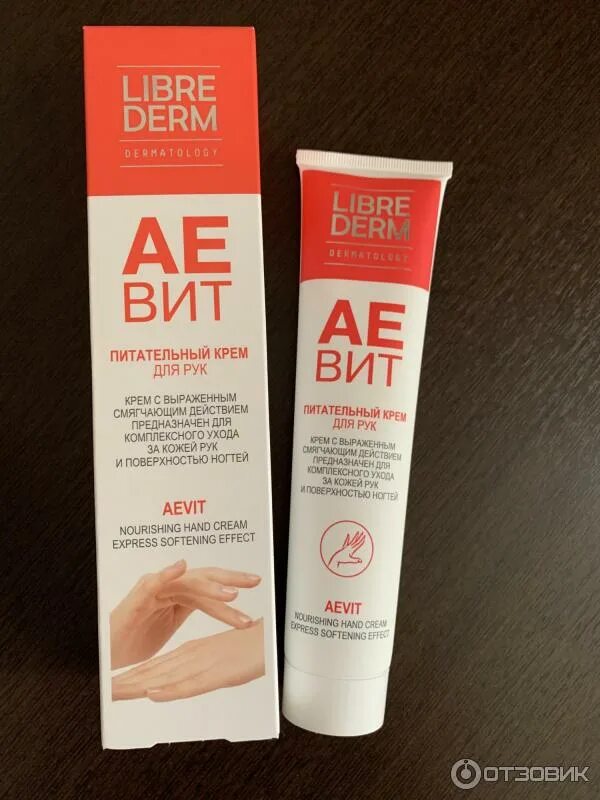 LIBRE
DERM
DERMATOLOGY
АЕ
ВИТ
ПИТАТЕЛЬНЫЙ КРЕМ
ДЛЯ РУК
КРЕМ С ВЫРАЖЕННЫМ
СМЯГЧАЮЩИМ ДЕЙСТВИЕМ
ПРЕДНАЗНАЧЕН ДЛЯ
КОМПЛЕКСНОГО УХОДА
ЗА КОЖЕЙ РУК
И ПОВЕРХНОСТЬЮ НОГТЕЙ
AEVIT
NOURISHING HAND CREAM
EXPRESS SOFTENING EFFECT
LIBRE
DERM
DERMATOLOGY
АЕ
ВИТ
ПИТАТЕЛЬНЫЙ КРЕМ
ДЛЯ РУК
КРЕМ С ВЫРАЖЕННЫМ
СМЯГЧАЮЩИМ ДЕЙСТВИЕМ
ПРЕДНАЗНАЧЕН ДЛЯ
КОМПЛЕКСНОГО УХОДА
ЗА КОЖЕЙ РУК
И ПОВЕРХНОСТЬЮ НОГТЕЙ
AEVIT
NOURISHING HAND CREAM
EXPRESS SOFTENING EFFECT
ОТЗОВИК